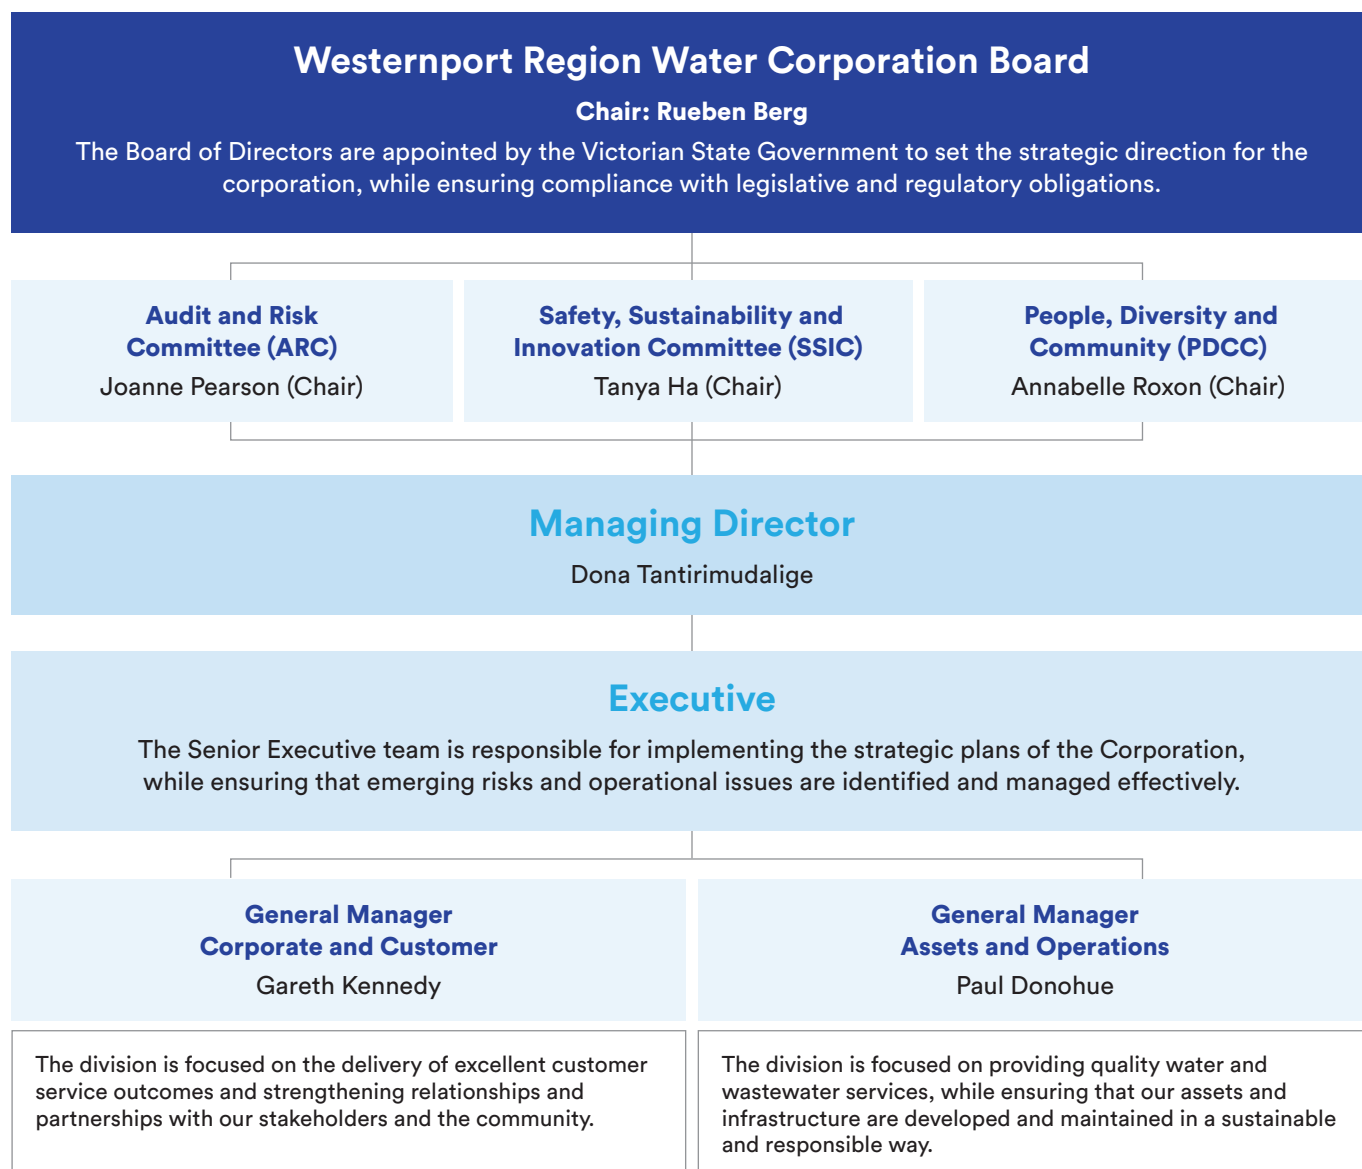 Westernport Region Water Corporation Board
Chair: Rueben Berg
The Board of Directors are appointed by the Victorian State Government to set the strategic direction for the
corporation, while ensuring compliance with legislative and regulatory obligations.
Audit and Risk
Committee (ARC)
Joanne Pearson (Chair)
Safety, Sustainability and
Innovation Committee (SSIC)
Tanya Ha (Chair)
People, Diversity and
Community (PDCC)
Annabelle Roxon (Chair)
Managing Director
Dona Tantirimudalige
Executive
The Senior Executive team is responsible for implementing the strategic plans of the Corporation,
while ensuring that emerging risks and operational issues are identified and managed effectively.
General Manager
Corporate and Customer
Gareth Kennedy
The division is focused on the delivery of excellent customer
service outcomes and strengthening relationships and
partnerships with our stakeholders and the community.
General Manager
Assets and Operations
Paul Donohue
The division is focused on providing quality water and
wastewater services, while ensuring that our assets and
infrastructure are developed and maintained in a sustainable
and responsible way.